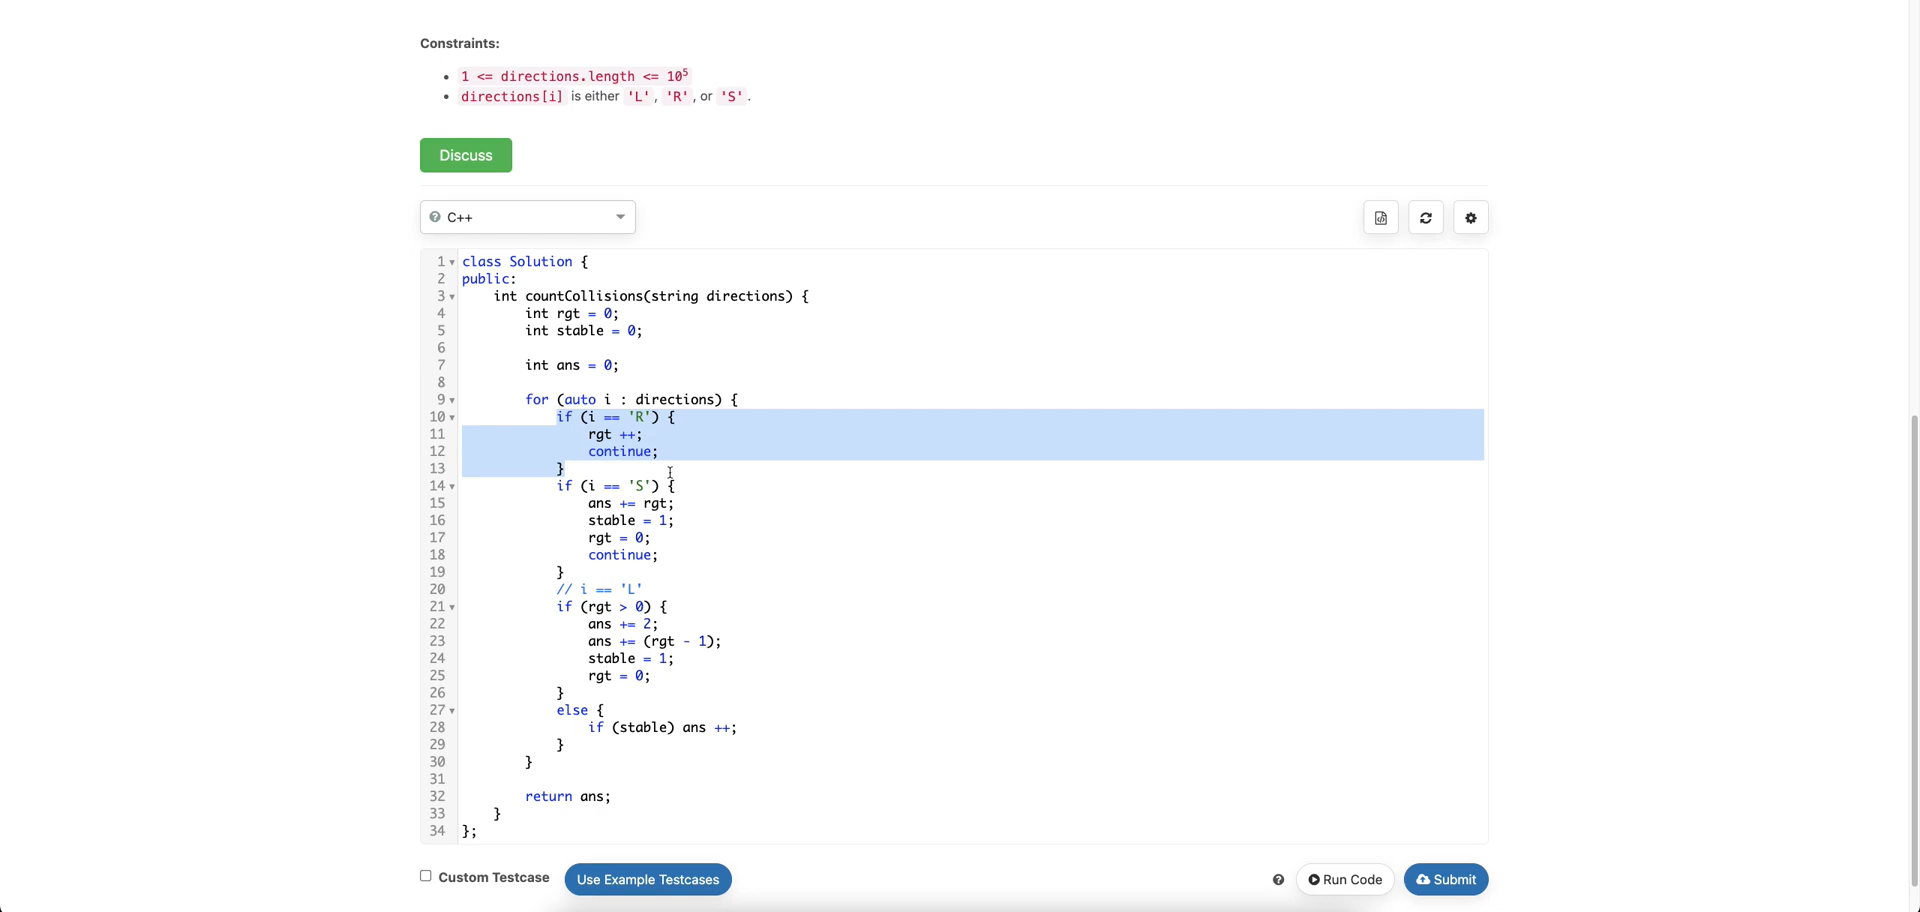 Constraints:
• 1 <= directions.length <= 10⁵
• directions[i] is either 'L', 'R', or 'S'.
Discuss
C++
1 class Solution {
2 public:
3     int countCollisions(string directions) {
4         int rgt = 0;
5         int stable = 0;
6
7         int ans = 0;
8
9         for (auto i : directions) {
10             if (i == 'R') {
11                 rgt ++;
12                 continue;
13             }
14             if (i == 'S') {
15                 ans += rgt;
16                 stable = 1;
17                 rgt = 0;
18                 continue;
19             }
20             // i == 'L'
21             if (rgt > 0) {
22                 ans += 2;
23                 ans += (rgt - 1);
24                 stable = 1;
25                 rgt = 0;
26             }
27             else {
28                 if (stable) ans ++;
29             }
30         }
31
32         return ans;
33     }
34 };
Custom Testcase Use Example Testcases Run Code Submit